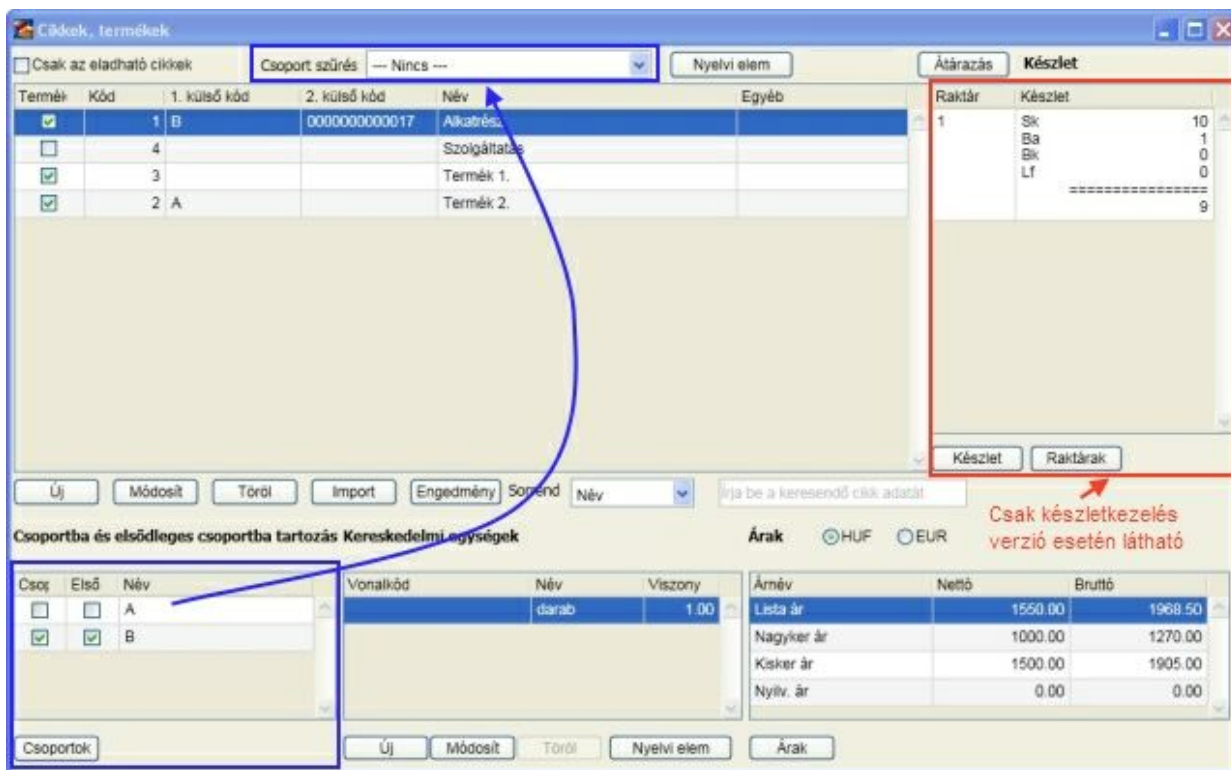 Cikkek, termékek
Csak az eladható cikkek Csoport szűrés --- Nincs --- Nyelvi elem Átárazás Készlet
Termék Kód 1. külső kód 2. külső kód Név Egyéb Raktár Készlet
1 B 0000000000017 Alkatrész 1 Sk 10
Ba 1
Bk 0
Lf 0
================
9
4 Szolgáltatás
3 Termék 1.
2 A Termék 2.
Készlet Raktárak
Új Módosít Töröl Import Engedmény Sorrend Név Írja be a keresendő cikk adatát
Csak készletkezelés
verzió esetén látható
Csoportba és elsődleges csoportba tartozás Kereskedelmi egységek Árak HUF EUR
Csop Első Név Vonalkód Név Viszony Árnév Nettó Bruttó
A darab 1.00 Lista ár 1550.00 1968.50
B Nagyker ár 1000.00 1270.00
Kisker ár 1500.00 1905.00
Nyilv. ár 0.00 0.00
Csoportok Új Módosít Töröl Nyelvi elem Árak